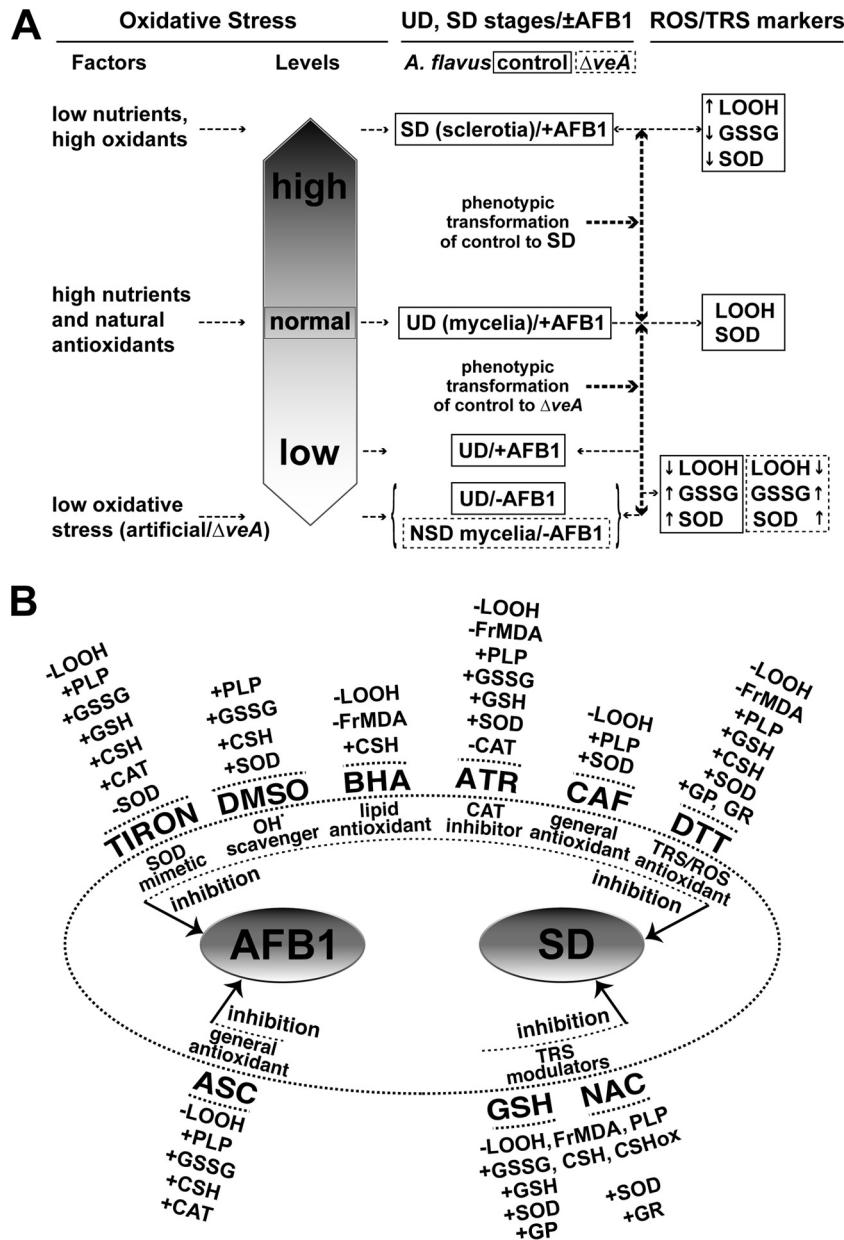 A
Oxidative Stress
UD, SD stages/±AFB1
ROS/TRS markers
Factors
Levels
A. flavus control ΔveA
low nutrients,
high oxidants
high
SD (sclerotia)/+AFB1
↑ LOOH
↓ GSSG
↓ SOD
phenotypic
transformation
of control to SD
high nutrients
and natural
antioxidants
normal
UD (mycelia)/+AFB1
LOOH
SOD
phenotypic
transformation
of control to ΔveA
low
UD/+AFB1
low oxidative
stress (artificial/ΔveA)
UD/-AFB1
NSD mycelia/-AFB1
↓ LOOH
↑ GSSG
↑ SOD
LOOH ↓
GSSG ↑
SOD ↑
B
-LOOH
+PLP
+GSSG
+GSH
+CSH
+CAT
-SOD
TIRON
SOD
mimetic
+PLP
+GSSG
+CSH
+SOD
DMSO
OH˙
scavenger
-LOOH
-FrMDA
+CSH
BHA
lipid
antioxidant
-LOOH
-FrMDA
+PLP
+GSSG
+GSH
+SOD
-CAT
ATR
CAT
inhibitor
-LOOH
+PLP
+SOD
CAF
general
antioxidant
-LOOH
-FrMDA
+PLP
+GSH
+CSH
+SOD
+GP, GR
DTT
TRS/ROS
antioxidant
inhibition
inhibition
AFB1
SD
inhibition
general
antioxidant
ASC
-LOOH
+PLP
+GSSG
+CSH
+CAT
inhibition
TRS
modulators
GSH NAC
-LOOH, FrMDA, PLP
+GSSG, CSH, CSHox
+GSH
+SOD
+GP
+SOD
+GR